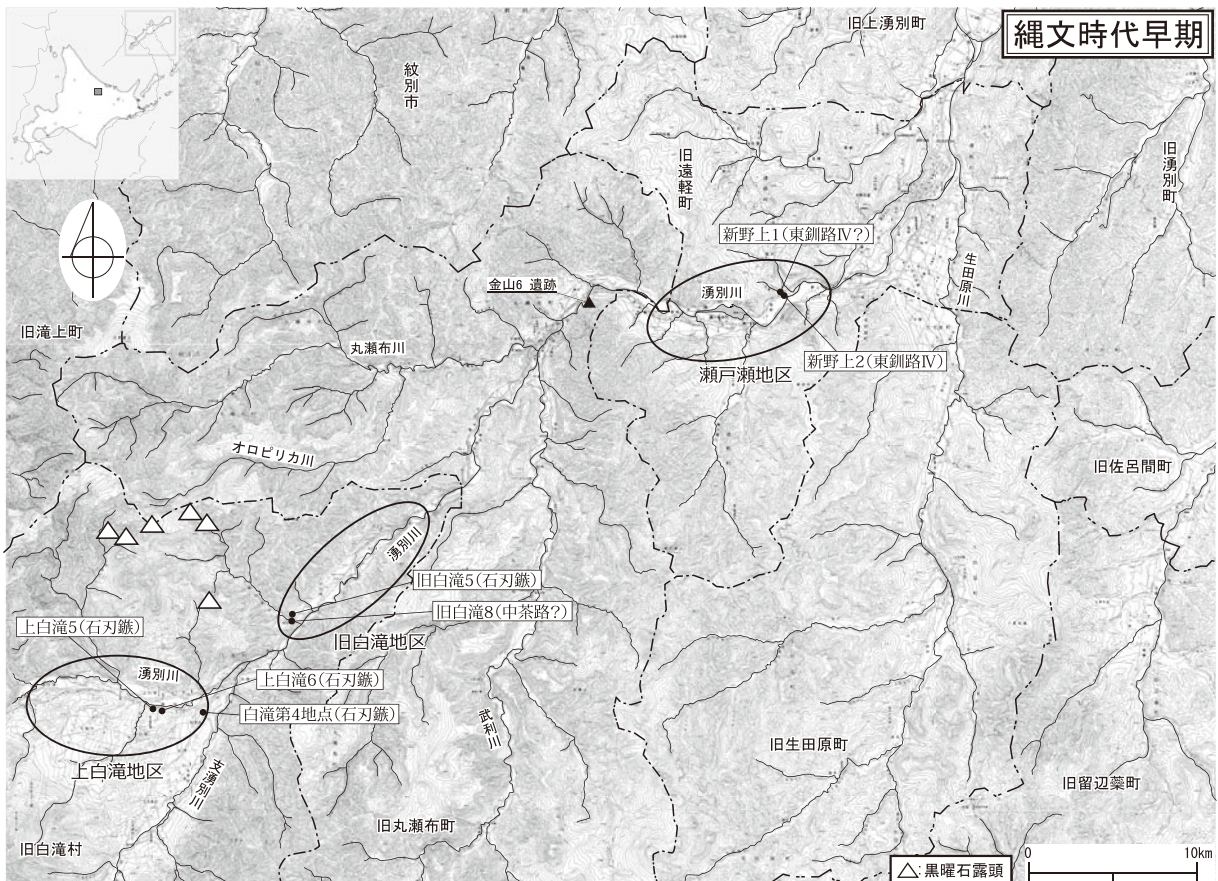 縄文時代早期
旧上湧別町
紋別市
旧遠軽町
旧湧別町
新野上1(東釧路Ⅳ?)
生田原川
金山6 遺跡
湧別川
旧滝上町
丸瀬布川
新野上2(東釧路Ⅳ)
瀬戸瀬地区
オロピリカ川
旧佐呂間町
湧別川
旧白滝5(石刃鏃)
旧白滝8(中茶路?)
上白滝5(石刃鏃)
旧白滝地区
湧別川
上白滝6(石刃鏃)
白滝第4地点(石刃鏃)
武利川
上白滝地区
支湧別川
旧生田原町
旧留辺蘂町
旧丸瀬布町
旧白滝村
△:黒曜石露頭
0 10km